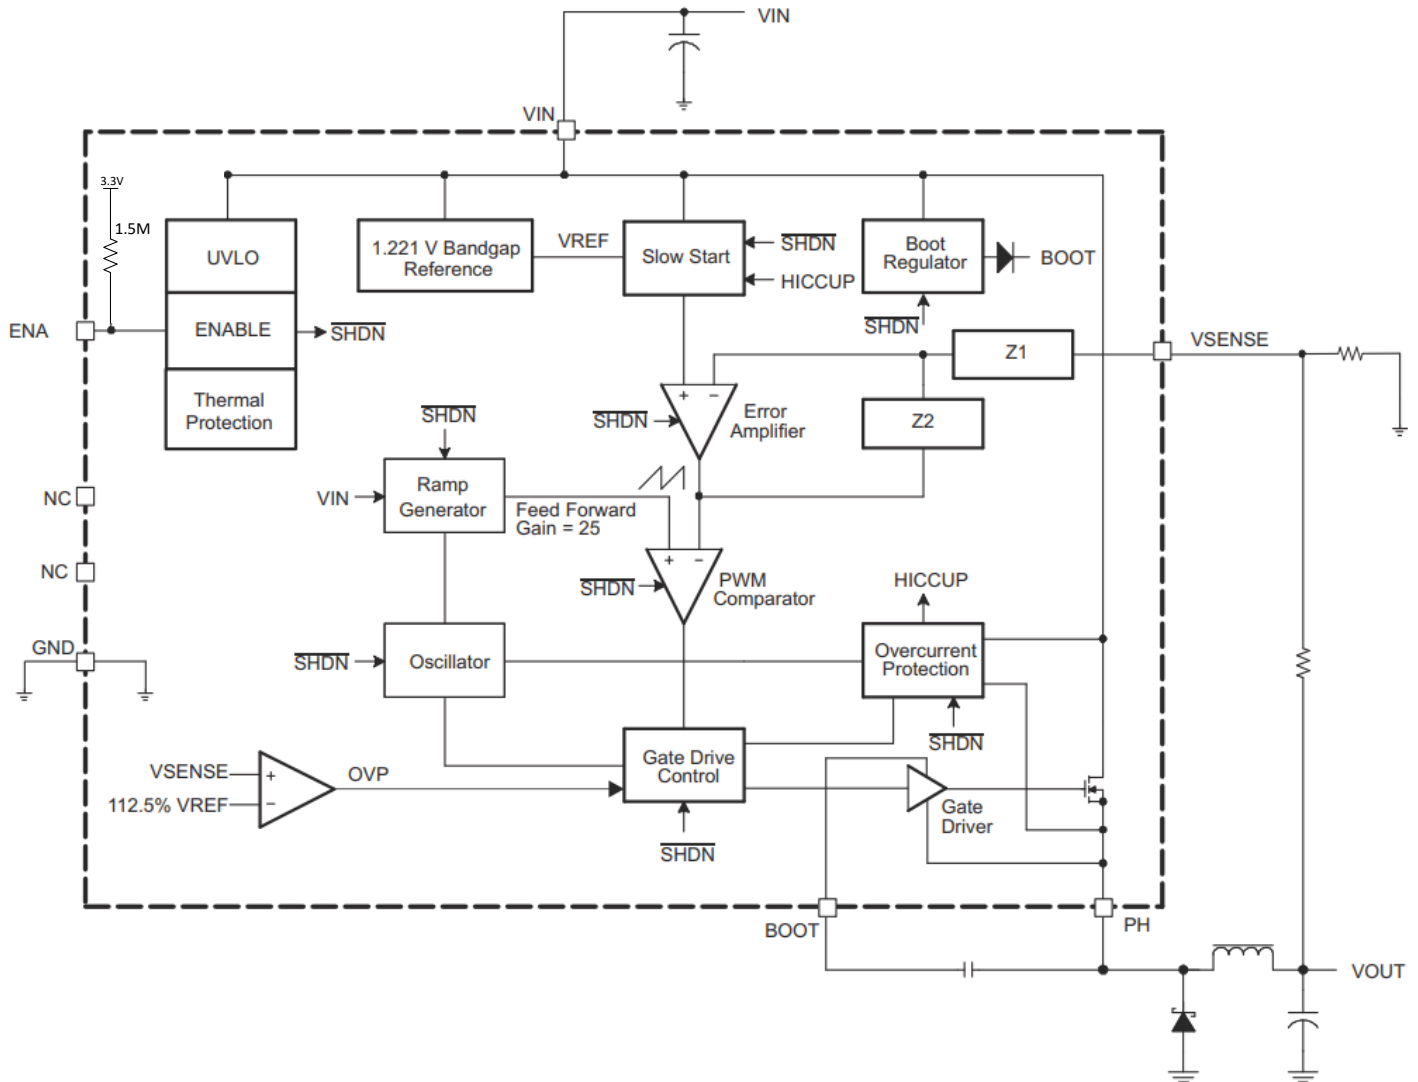 VIN
VIN
3.3V
1.5M
UVLO
1.221 V Bandgap
Reference
VREF
Slow Start
SHDN
HICCUP
Boot
Regulator
BOOT
SHDN
ENA
ENABLE
SHDN
VSENSE
Z1
Thermal
Protection
SHDN
SHDN
+ −
Error
Amplifier
Z2
NC
VIN
Ramp
Generator
Feed Forward
Gain = 25
NC
SHDN
+ −
PWM
Comparator
HICCUP
GND
SHDN
Oscillator
Overcurrent
Protection
SHDN
VSENSE
+
112.5% VREF
−
OVP
Gate Drive
Control
Gate
Driver
SHDN
BOOT
PH
VOUT